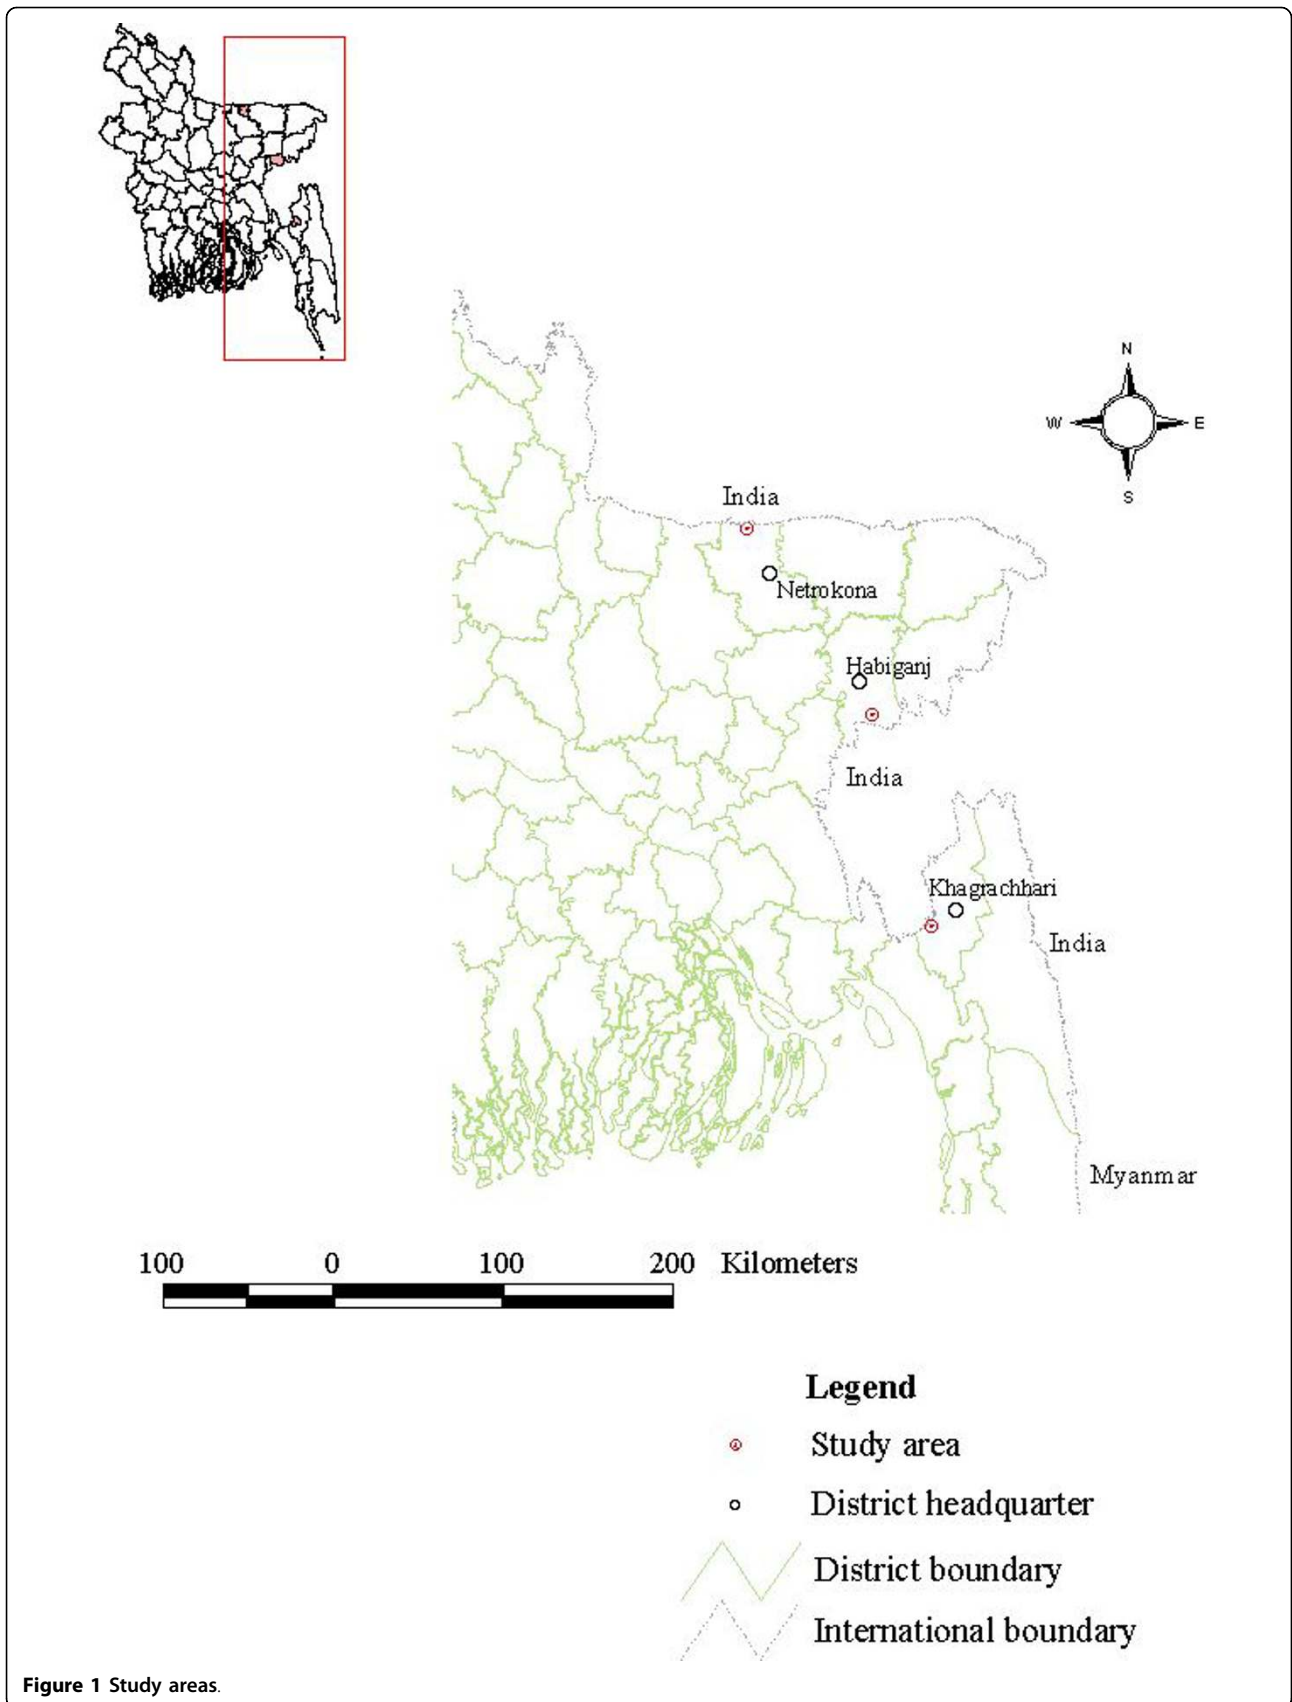 N
W E
S
India
Netrokona
Habiganj
India
Khagrachhari
India
Myanmar
100 0 100 200 Kilometers
Legend
Study area
District headquarter
District boundary
International boundary
Figure 1 Study areas.